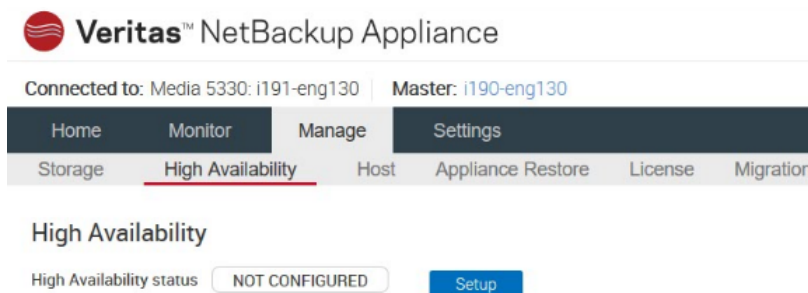 Veritas™ NetBackup Appliance
Connected to: Media 5330: i191-eng130 Master: i190-eng130
Home Monitor Manage Settings
Storage High Availability Host Appliance Restore License Migration
High Availability
High Availability status NOT CONFIGURED Setup